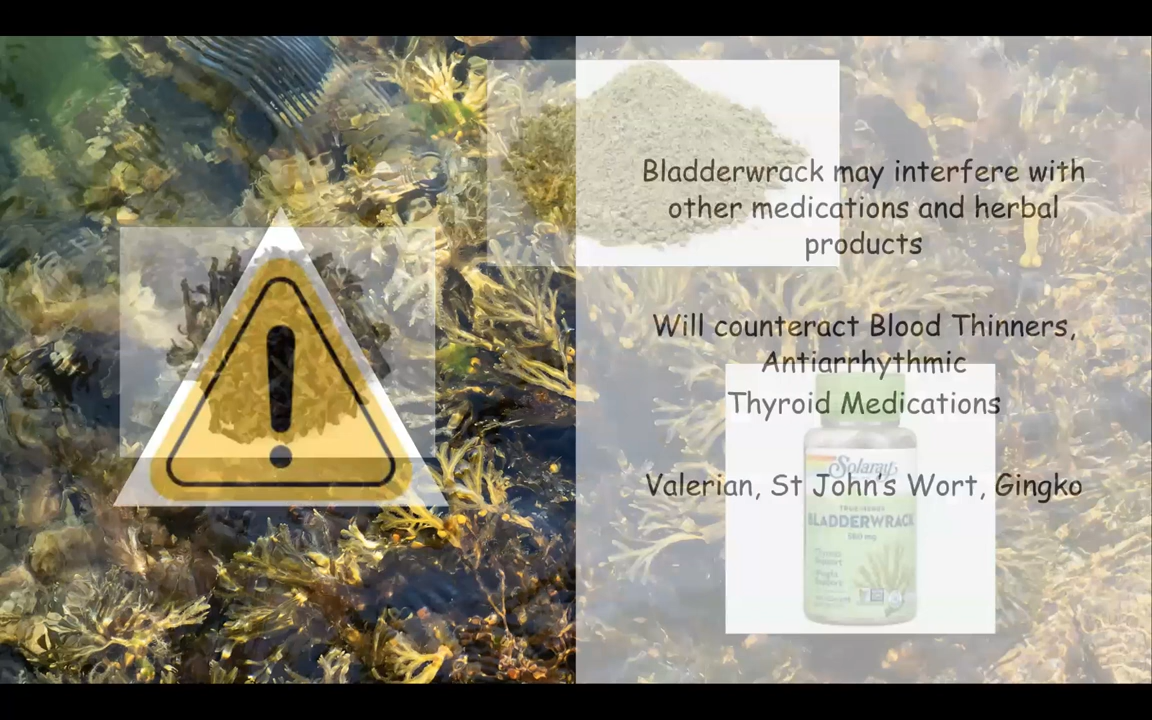 Bladderwrack may interfere with
other medications and herbal
products
Will counteract Blood Thinners,
Antiarrhythmic
Thyroid Medications
Valerian, St John's Wort, Gingko
Solaray
BLADDERWRACK